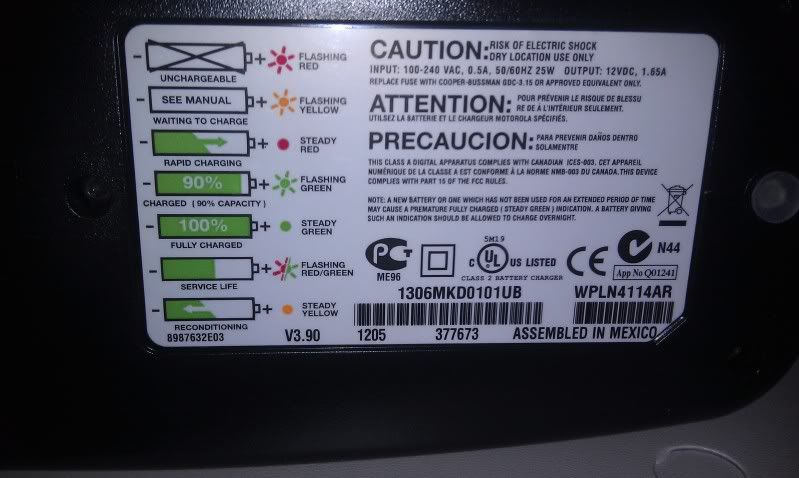 UNCHARGEABLE
FLASHING
RED
SEE MANUAL
WAITING TO CHARGE
FLASHING
YELLOW
RAPID CHARGING
STEADY
RED
90%
CHARGED ( 90% CAPACITY )
FLASHING
GREEN
100%
FULLY CHARGED
STEADY
GREEN
SERVICE LIFE
FLASHING
RED/GREEN
RECONDITIONING
STEADY
YELLOW
8987632E03
V3.90
CAUTION: RISK OF ELECTRIC SHOCK
DRY LOCATION USE ONLY
INPUT: 100-240 VAC, 0.5A, 50/60HZ 25W OUTPUT: 12VDC, 1.65A
REPLACE FUSE WITH COOPER-BUSSMAN GDC-3.15 OR APPROVED EQUIVALENT ONLY.
ATTENTION: POUR PRÉVENIR LE RISQUE DE BLESSU
RE DE A L'INTÉRIEUR SEULEMENT.
UTILISEZ LA BATTERIE ET LE CHARGEUR MOTOROLA SPÉCIFIÉS.
PRECAUCION: PARA PREVENIR DAÑOS DENTRO
SOLAMENTRE
THIS CLASS A DIGITAL APPARATUS COMPLIES WITH CANADIAN ICES-003. CET APPAREIL
NUMÉRIQUE DE LA CLASSE A EST CONFORME À LA NORME NMB-003 DU CANADA.THIS DEVICE
COMPLIES WITH PART 15 OF THE FCC RULES.
NOTE: A NEW BATTERY OR ONE WHICH HAS NOT BEEN USED FOR AN EXTENDED PERIOD OF TIME
MAY CAUSE A PREMATURE FULLY CHARGED ( STEADY GREEN ) INDICATION. A BATTERY GIVING
SUCH AN INDICATION SHOULD BE ALLOWED TO CHARGE OVERNIGHT.
ME96
5M19
C UL US LISTED
CLASS 2 BATTERY CHARGER
CE
N44
App No Q01241
1306MKD0101UB
WPLN4114AR
1205
377673
ASSEMBLED IN MEXICO